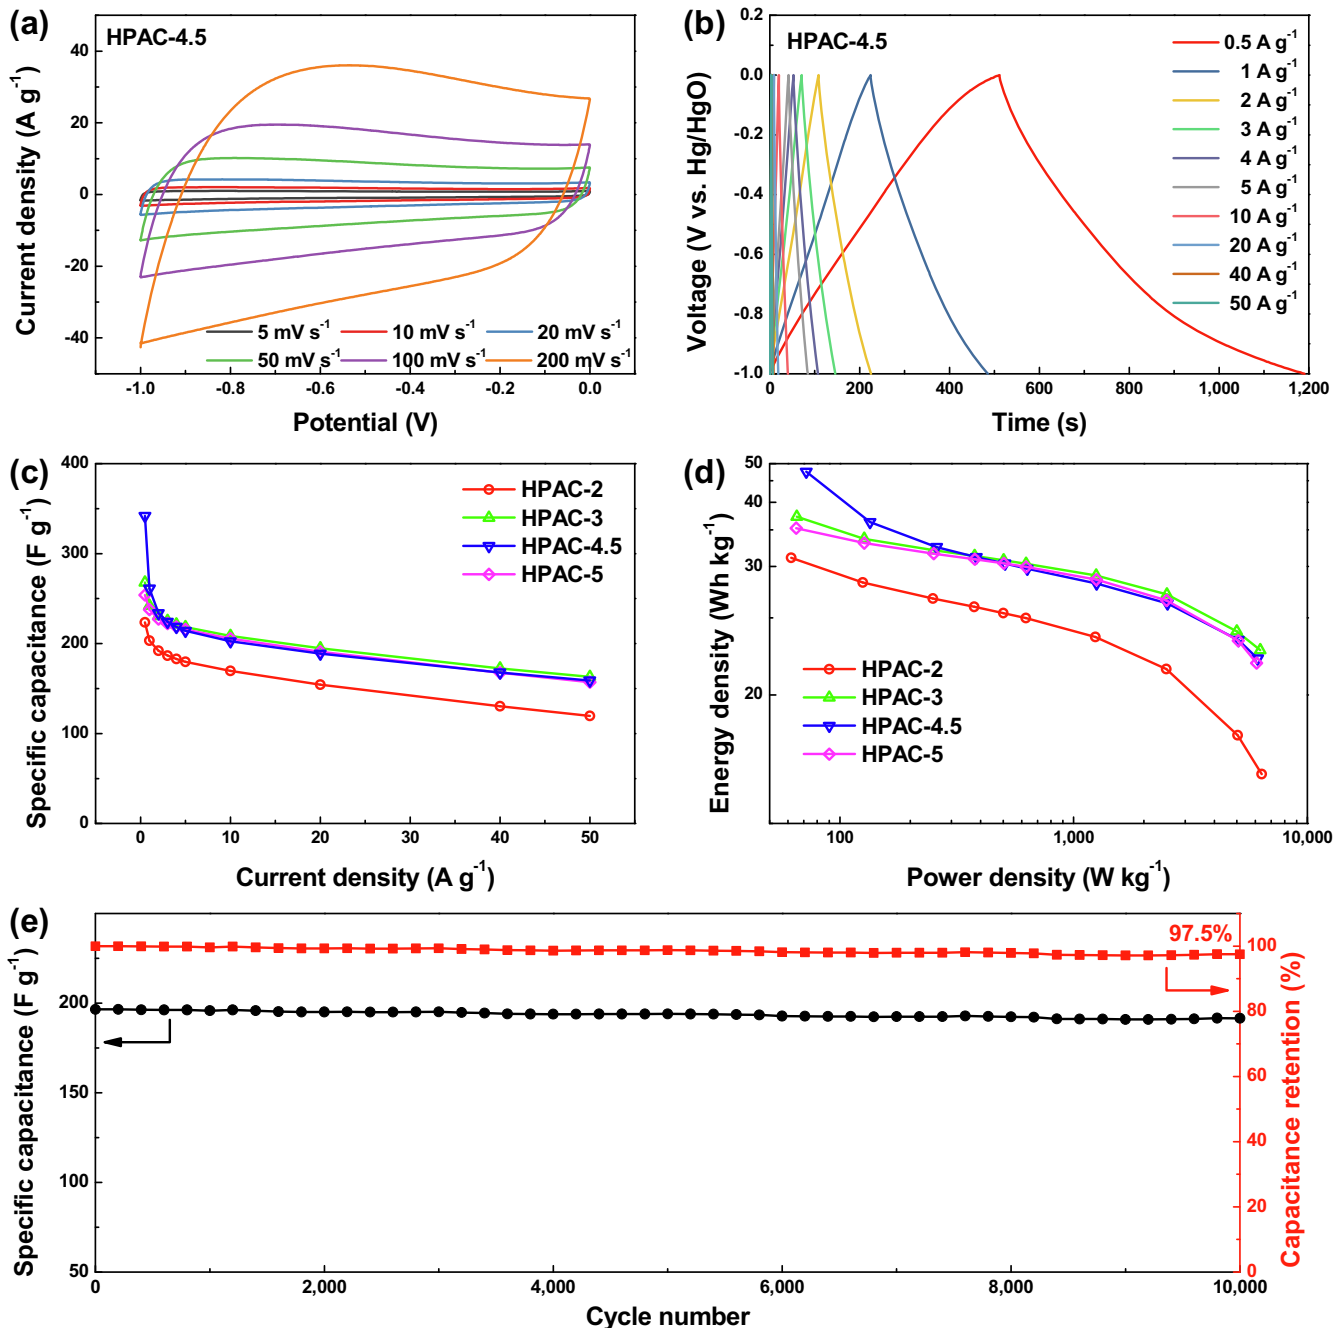 (a)
HPAC-4.5
Current density (A g⁻¹)
40
20
0
-20
-40
5 mV s⁻¹ 10 mV s⁻¹ 20 mV s⁻¹
50 mV s⁻¹ 100 mV s⁻¹ 200 mV s⁻¹
-1.0 -0.8 -0.6 -0.4 -0.2 0.0
Potential (V)
(b)
HPAC-4.5
Voltage (V vs. Hg/HgO)
0.2
0.0
-0.2
-0.4
-0.6
-0.8
-1.0
0.5 A g⁻¹
1 A g⁻¹
2 A g⁻¹
3 A g⁻¹
4 A g⁻¹
5 A g⁻¹
10 A g⁻¹
20 A g⁻¹
40 A g⁻¹
50 A g⁻¹
0 200 400 600 800 1,000 1,200
Time (s)
(c)
Specific capacitance (F g⁻¹)
400
300
200
100
0
HPAC-2
HPAC-3
HPAC-4.5
HPAC-5
0 10 20 30 40 50
Current density (A g⁻¹)
(d)
Energy density (Wh kg⁻¹)
50
40
30
20
HPAC-2
HPAC-3
HPAC-4.5
HPAC-5
100 1,000 10,000
Power density (W kg⁻¹)
(e)
Specific capacitance (F g⁻¹)
200
150
100
50
97.5%
Capacitance retention (%)
100
80
60
40
20
0
0 2,000 4,000 6,000 8,000 10,000
Cycle number